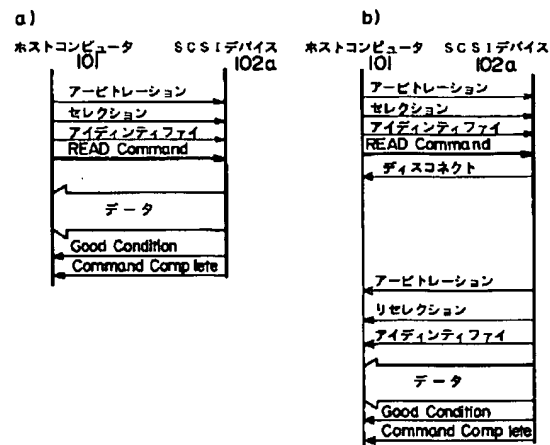 a)
ホストコンピュータ SCSIデバイス
101 102a
アービトレーション
セレクション
アイディンティファイ
READ Command
データ
Good Condition
Command Complete
b)
ホストコンピュータ SCSIデバイス
101 102a
アービトレーション
セレクション
アイディンティファイ
READ Command
ディスコネクト
アービトレーション
リセレクション
アイディンティファイ
データ
Good Condition
Command Complete